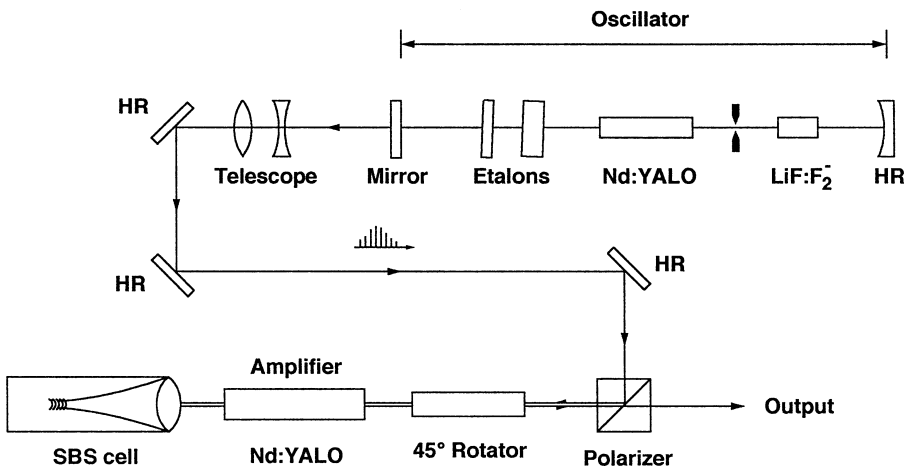 Oscillator
HR
Telescope
Mirror
Etalons
Nd:YALO
LiF:F₂⁻
HR
HR
HR
Amplifier
Output
SBS cell
Nd:YALO
45° Rotator
Polarizer